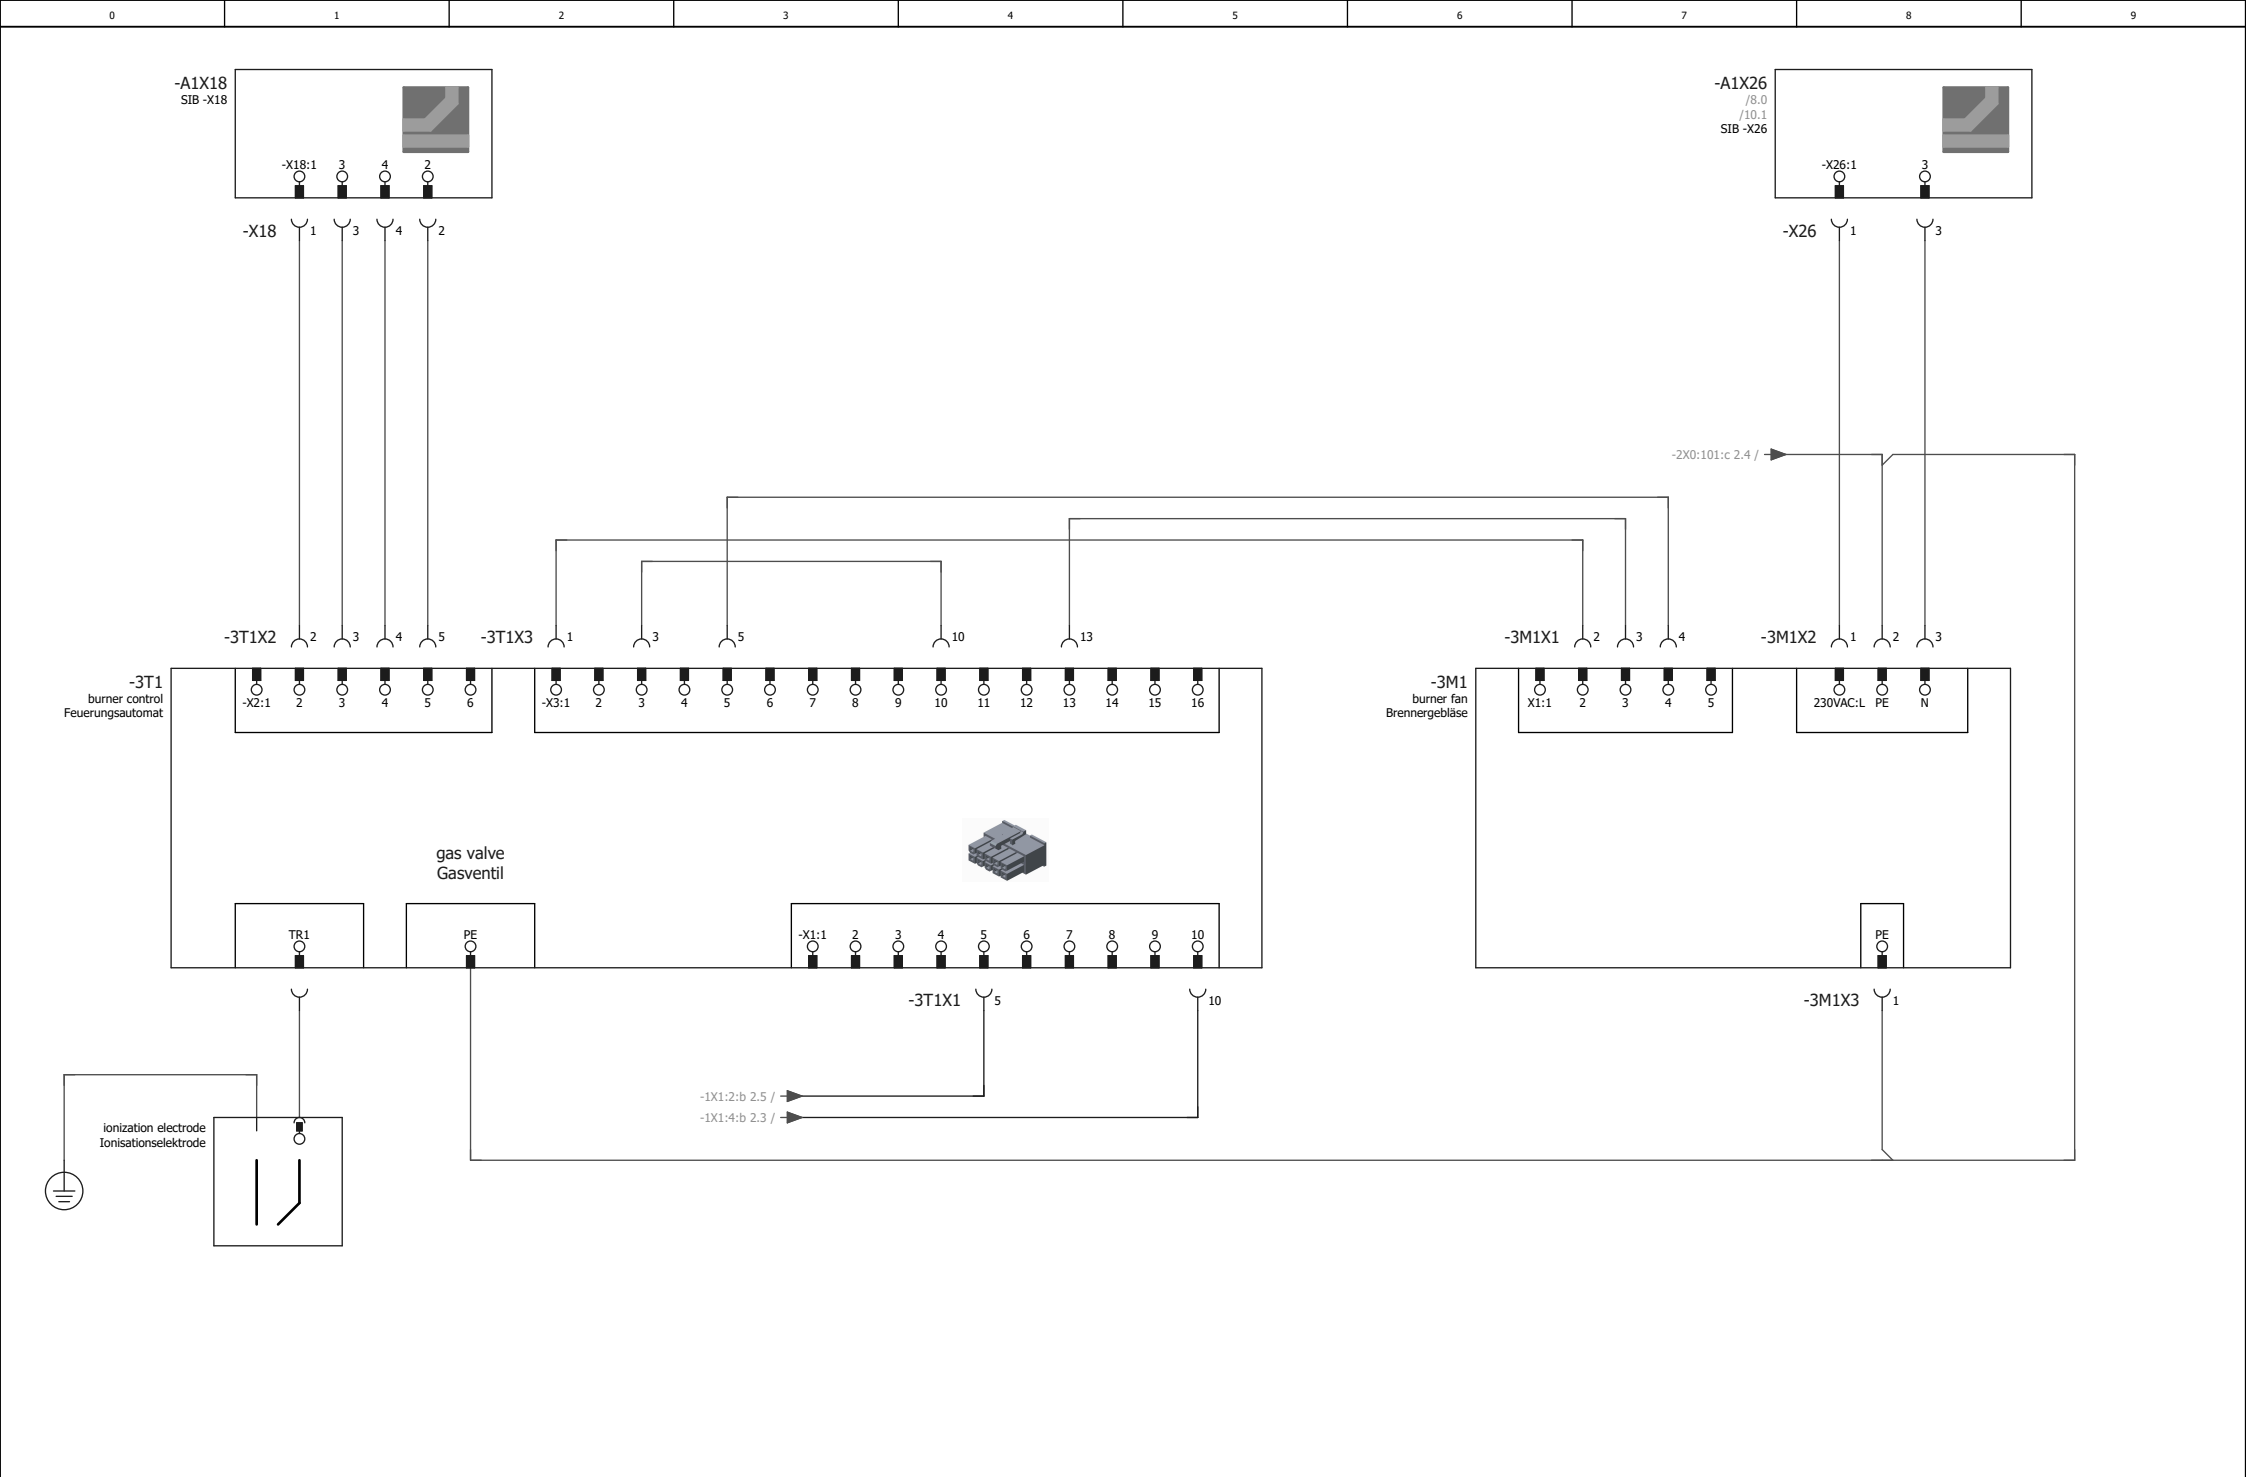 0 1 2 3 4 5 6 7 8 9
-A1X18
SIB -X18
-X18:1 3 4 2
-X18 1 3 4 2
-A1X26
/8.0
/10.1
SIB -X26
-X26:1 3
-X26 1 3
-2X0:101:c 2.4 /
-3T1X2 2 3 4 5
-3T1X3 1 3 5 10 13
-3M1X1 2 3 4
-3M1X2 1 2 3
-3T1
burner control
Feuerungsautomat
-X2:1 2 3 4 5 6
-X3:1 2 3 4 5 6 7 8 9 10 11 12 13 14 15 16
-3M1
burner fan
Brennergebläse
X1:1 2 3 4 5
230VAC:L PE N
gas valve
Gasventil
TR1
PE
-X1:1 2 3 4 5 6 7 8 9 10
PE
-3T1X1 5 10
-3M1X3 1
-1X1:2:b 2.5 /
-1X1:4:b 2.3 /
ionization electrode
Ionisationselektrode